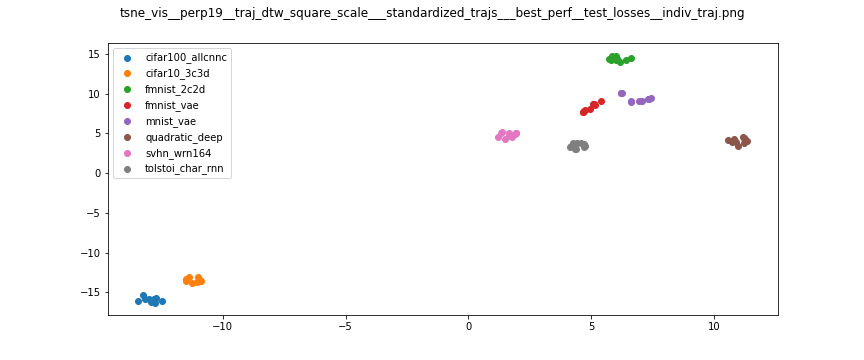 tsne_vis__perp19__traj_dtw_square_scale___standardized_trajs___best_perf__test_losses__indiv_traj.png
cifar100_allcnnc
cifar10_3c3d
fmnist_2c2d
fmnist_vae
mnist_vae
quadratic_deep
svhn_wrn164
tolstoi_char_rnn
15
10
5
0
−5
−10
−15
−10
−5
0
5
10